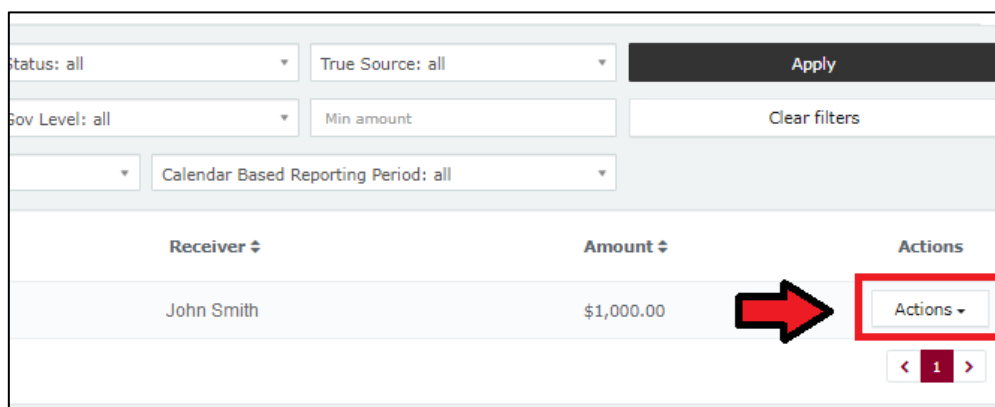 Status: all True Source: all Apply
Gov Level: all Min amount Clear filters
Calendar Based Reporting Period: all
Receiver Amount Actions
John Smith $1,000.00 Actions
1